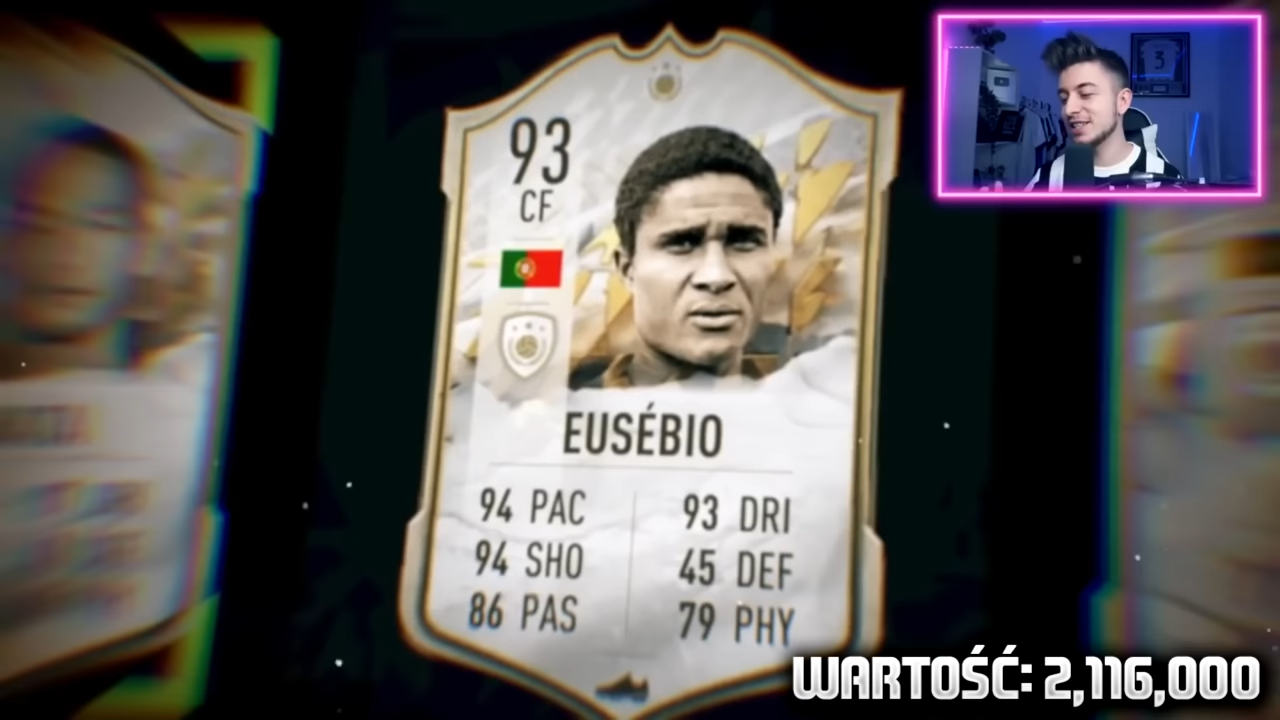 93
CF
EUSÉBIO
94 PAC 93 DRI
94 SHO 45 DEF
86 PAS 79 PHY
WARTOŚĆ: 2,116,000
3